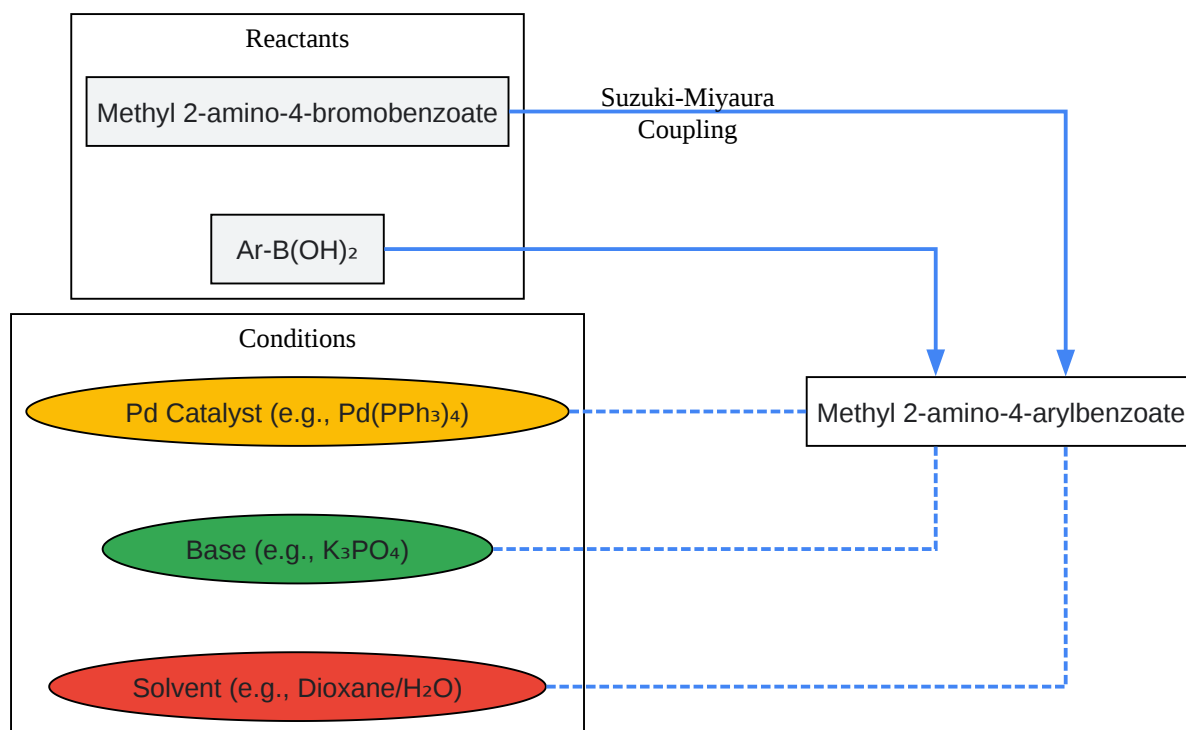 Reactants
Methyl 2-amino-4-bromobenzoate
Suzuki-Miyaura
Coupling
Ar-B(OH)₂
Conditions
Pd Catalyst (e.g., Pd(PPh₃)₄)
Methyl 2-amino-4-arylbenzoate
Base (e.g., K₃PO₄)
Solvent (e.g., Dioxane/H₂O)